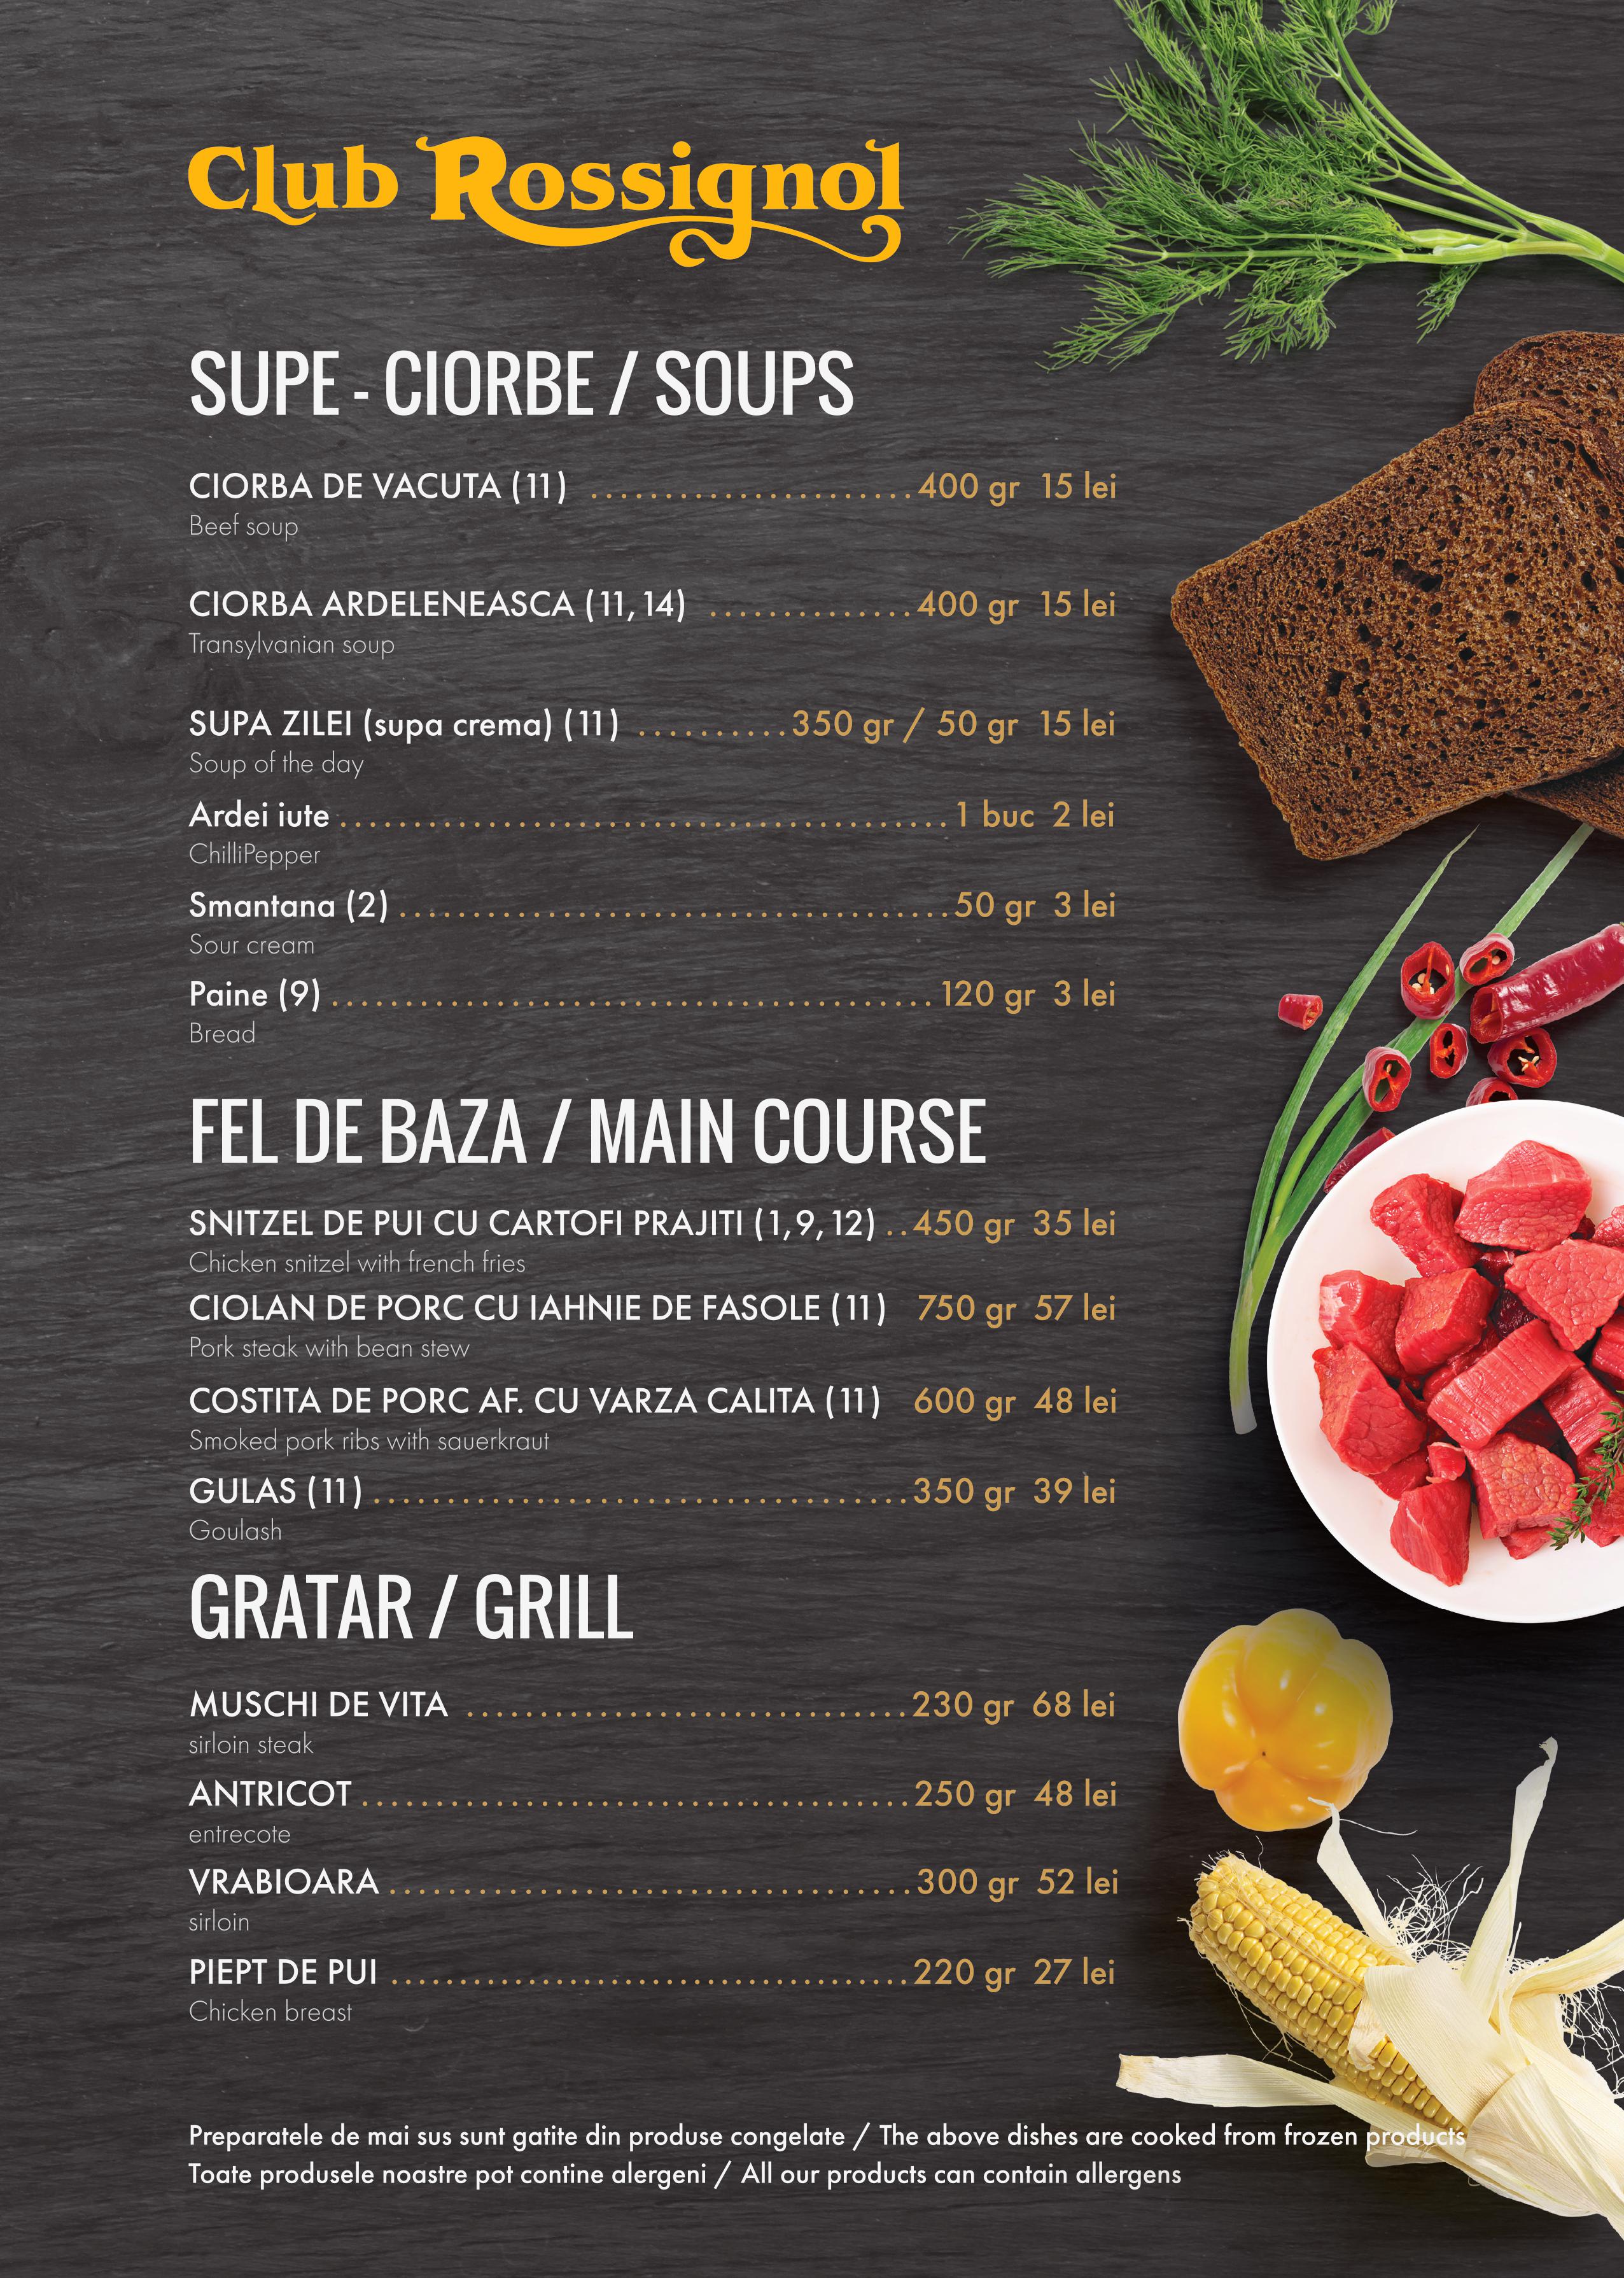 Club Rossignol
SUPE - CIORBE / SOUPS
CIORBA DE VACUTA (11) ......................400 gr 15 lei
Beef soup
CIORBA ARDELENEASCA (11,14) ..............400 gr 15 lei
Transylvanian soup
SUPA ZILEI (supa crema) (11) ..........350 gr / 50 gr 15 lei
Soup of the day
Ardei iute ..........................................1 buc 2 lei
ChilliPepper
Smantana (2) ......................................50 gr 3 lei
Sour cream
Paine (9) .........................................120 gr 3 lei
Bread
FEL DE BAZA / MAIN COURSE
SNITZEL DE PUI CU CARTOFI PRAJITI (1,9,12) ..450 gr 35 lei
Chicken snitzel with french fries
CIOLAN DE PORC CU IAHNIE DE FASOLE (11) 750 gr 57 lei
Pork steak with bean stew
COSTITA DE PORC AF. CU VARZA CALITA (11) 600 gr 48 lei
Smoked pork ribs with sauerkraut
GULAS (11) .....................................350 gr 39 lei
Goulash
GRATAR / GRILL
MUSCHI DE VITA ..............................230 gr 68 lei
sirloin steak
ANTRICOT ......................................250 gr 48 lei
entrecote
VRABIOARA ....................................300 gr 52 lei
sirloin
PIEPT DE PUI ...................................220 gr 27 lei
Chicken breast
Preparatele de mai sus sunt gatite din produse congelate / The above dishes are cooked from frozen products
Toate produsele noastre pot contine alergeni / All our products can contain allergens